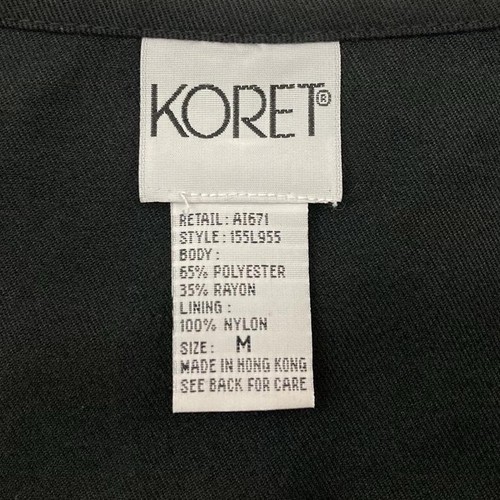 KORET®
RETAIL: AI671
STYLE: 155L955
BODY:
65% POLYESTER
35% RAYON
LINING:
100% NYLON
SIZE: M
MADE IN HONG KONG
SEE BACK FOR CARE